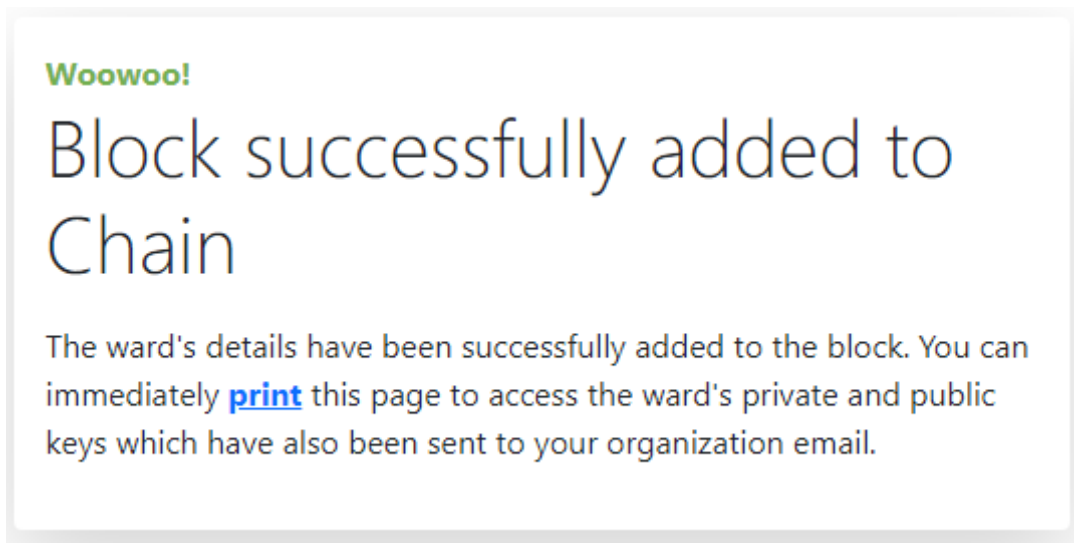 Woowoo!
Block successfully added to
Chain
The ward's details have been successfully added to the block. You can
immediately print this page to access the ward's private and public
keys which have also been sent to your organization email.